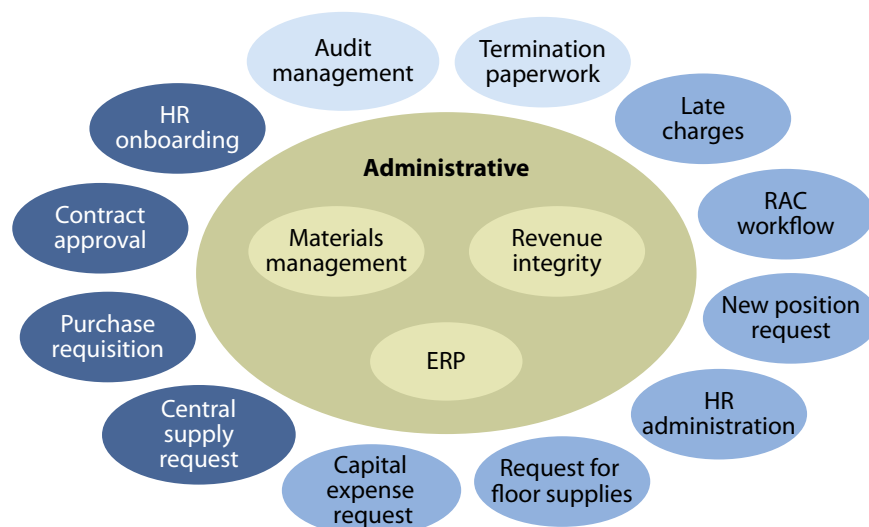 Audit
management
Termination
paperwork
HR
onboarding
Late
charges
Administrative
Contract
approval
RAC
workflow
Materials
management
Revenue
integrity
Purchase
requisition
New position
request
ERP
Central
supply
request
HR
administration
Capital
expense
request
Request for
floor supplies